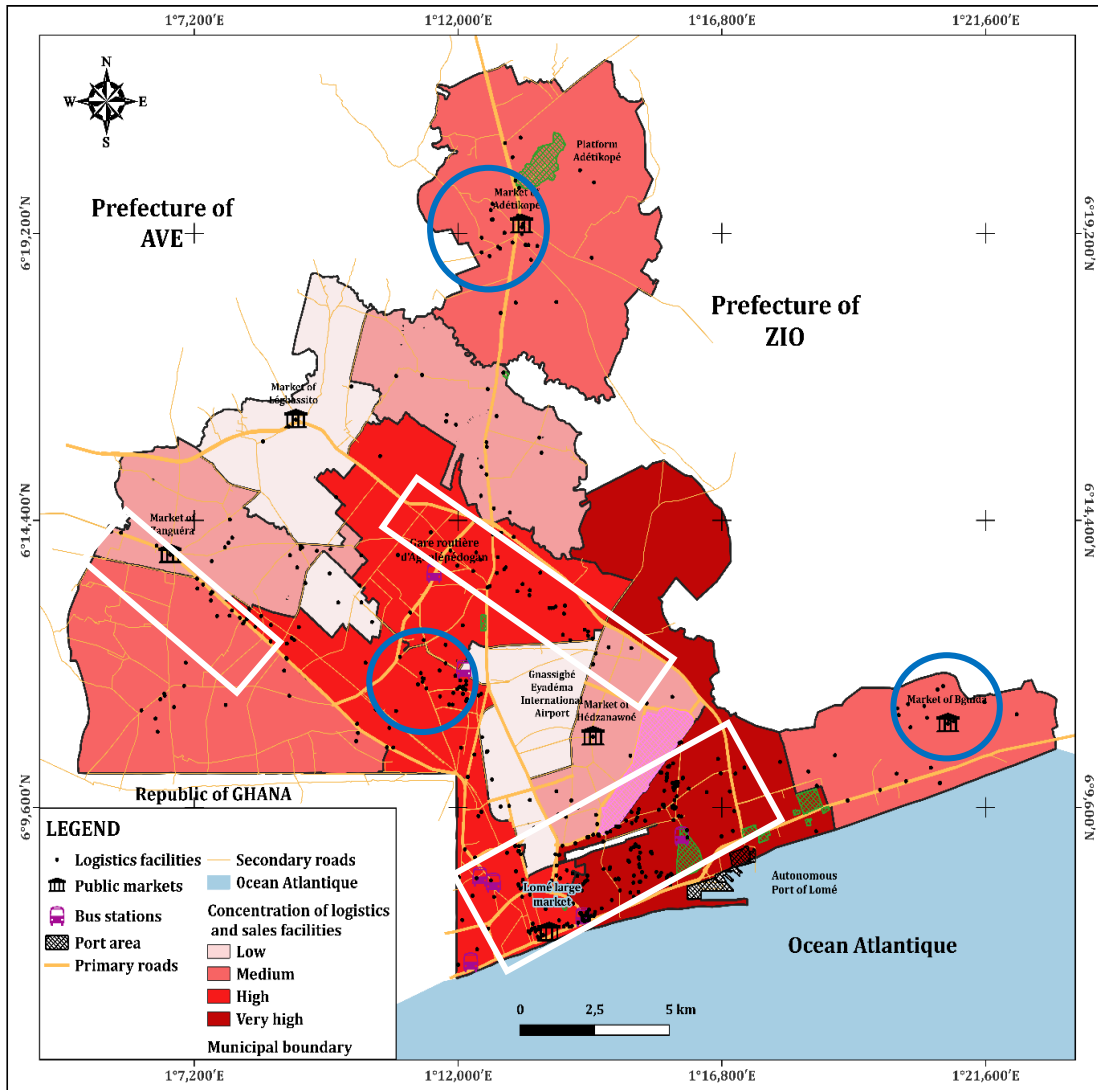 1°7,200'E
1°12,000'E
1°16,800'E
1°21,600'E
N
W
E
S
Platform
Adétikopé
Market of
Adétikopé
Prefecture of
AVE
6°19,200'N
6°19,200'N
Prefecture of
ZIO
Market of
Légbassito
6°14,400'N
6°14,400'N
Market of
Zanguéra
Gare routière
d'Agoènédogan
Gnassigbé
Eyadéma
International
Airport
Market of
Hédzanawoé
Market of Bguida
6°9,600'N
6°9,600'N
Republic of GHANA
LEGEND
Logistics facilities
Public markets
Bus stations
Port area
Primary roads
Secondary roads
Ocean Atlantique
Concentration of logistics
and sales facilities
Low
Medium
High
Very high
Municipal boundary
Lomé large
market
Autonomous
Port of Lomé
Ocean Atlantique
0
2,5
5 km
1°7,200'E
1°12,000'E
1°16,800'E
1°21,600'E